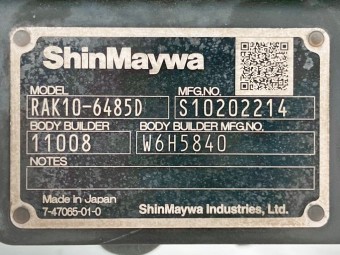 ShinMaywa
MODEL MFG.NO.
RAK10-6485D S10202214
BODY BUILDER BODY BUILDER MFG.NO.
11008 W6H5840
NOTES
Made in Japan
7-47065-01-0 ShinMaywa Industries, Ltd.